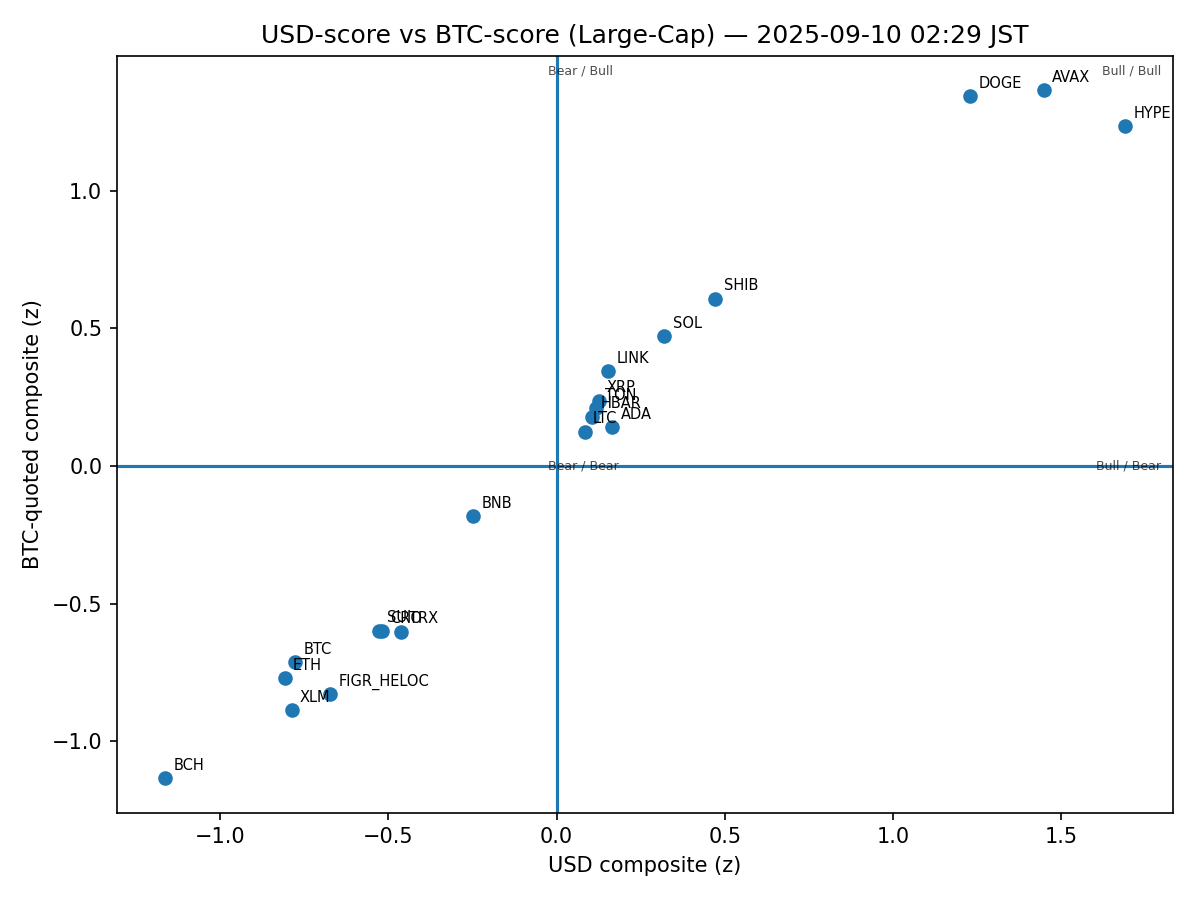 USD-score vs BTC-score (Large-Cap) — 2025-09-10 02:29 JST
Bear / Bull
Bull / Bull
DOGE
AVAX
HYPE
SHIB
SOL
LINK
XRP
TON
HBAR
ADA
LTC
Bear / Bear
Bull / Bear
BNB
SUI
CRO
TRX
BTC
ETH
FIGR_HELOC
XLM
BCH
1.0
0.5
0.0
−0.5
−1.0
BTC-quoted composite (z)
−1.0
−0.5
0.0
0.5
1.0
1.5
USD composite (z)